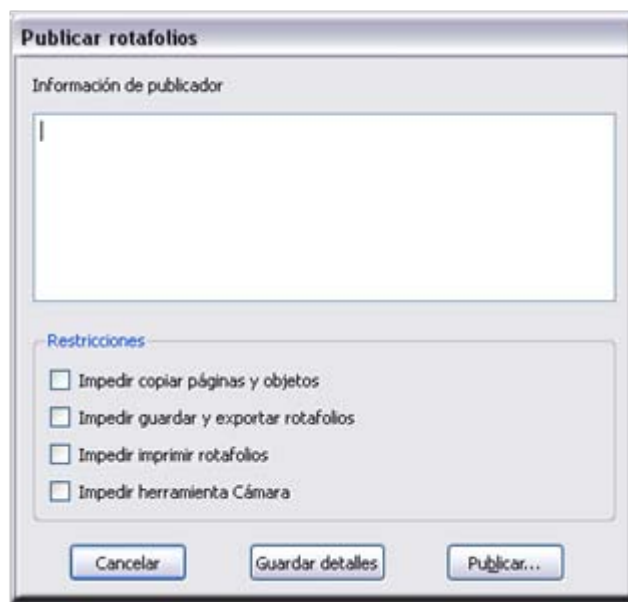 Publicar rotafolios
Información de publicador
Restricciones
Impedir copiar páginas y objetos
Impedir guardar y exportar rotafolios
Impedir imprimir rotafolios
Impedir herramienta Cámara
Cancelar Guardar detalles Publicar...